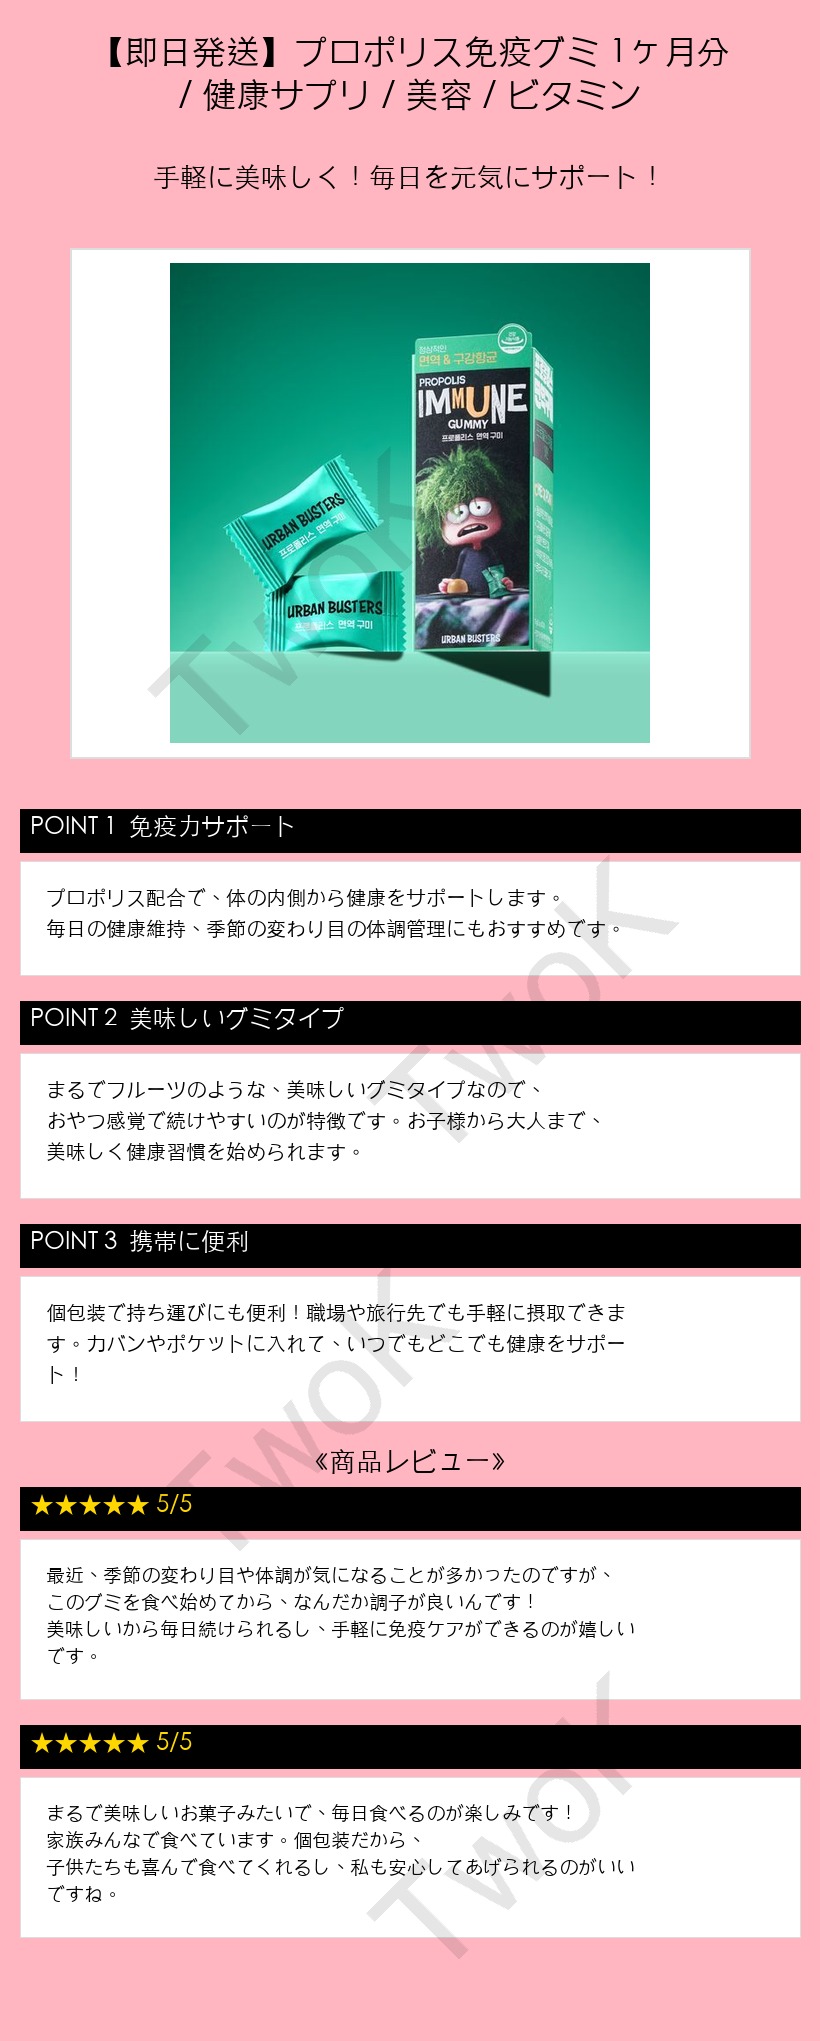 【即日発送】プロポリス免疫グミ 1ヶ月分
/ 健康サプリ / 美容 / ビタミン
手軽に美味しく！毎日を元気にサポート！
정상적인
면역 & 구강항균
PROPOLIS
IMMUNE
GUMMY
프로폴리스 면역 구미
URBAN BUSTERS
URBAN BUSTERS
프로폴리스 면역 구미
URBAN BUSTERS
프로폴리스 면역 구미
TwoK
POINT 1 免疫力サポート
プロポリス配合で、体の内側から健康をサポートします。
毎日の健康維持、季節の変わり目の体調管理にもおすすめです。
TwoK
POINT 2 美味しいグミタイプ
まるでフルーツのような、美味しいグミタイプなので、
おやつ感覚で続けやすいのが特徴です。お子様から大人まで、
美味しく健康習慣を始められます。
POINT 3 携帯に便利
個包装で持ち運びにも便利！職場や旅行先でも手軽に摂取できま
す。カバンやポケットに入れて、いつでもどこでも健康をサポー
ト！
TwoK
《商品レビュー》
★★★★★ 5/5
最近、季節の変わり目や体調が気になることが多かったのですが、
このグミを食べ始めてから、なんだか調子が良いんです！
美味しいから毎日続けられるし、手軽に免疫ケアができるのが嬉しい
です。
★★★★★ 5/5
まるで美味しいお菓子みたいで、毎日食べるのが楽しみです！
家族みんなで食べています。個包装だから、
子供たちも喜んで食べてくれるし、私も安心してあげられるのがいい
ですね。
TwoK